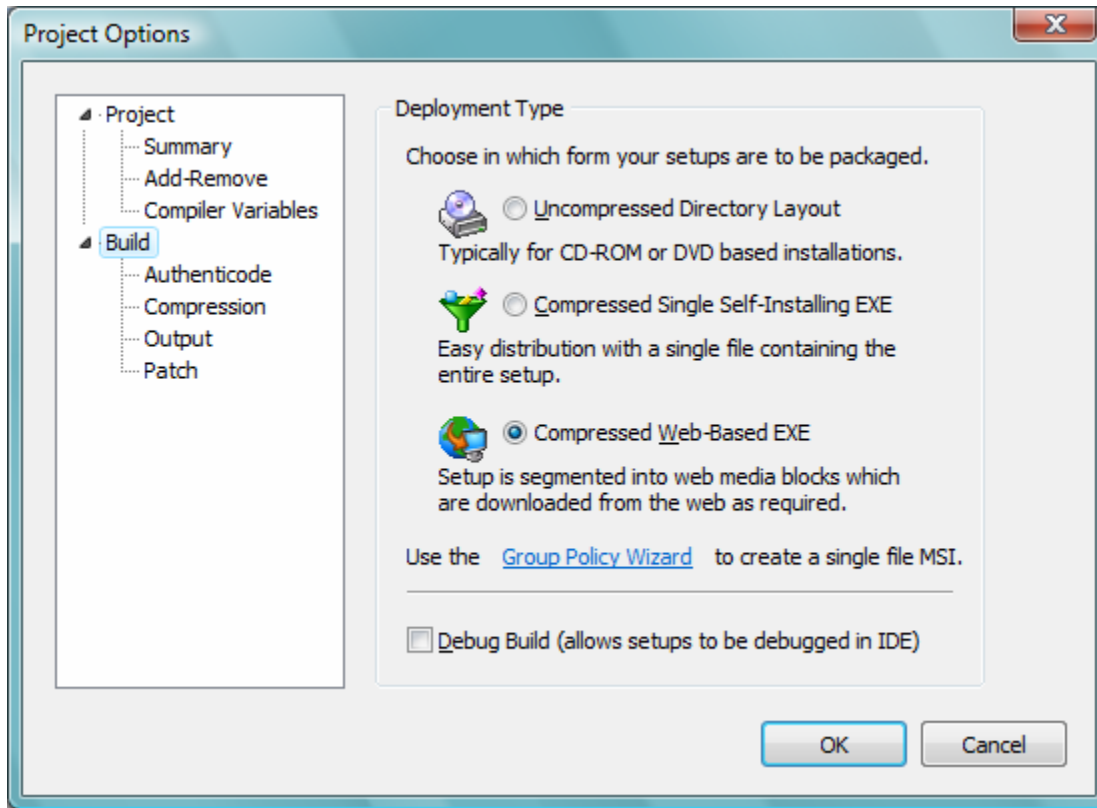 Project Options
Project
Summary
Add-Remove
Compiler Variables
Build
Authenticode
Compression
Output
Patch
Deployment Type
Choose in which form your setups are to be packaged.
Uncompressed Directory Layout
Typically for CD-ROM or DVD based installations.
Compressed Single Self-Installing EXE
Easy distribution with a single file containing the
entire setup.
Compressed Web-Based EXE
Setup is segmented into web media blocks which
are downloaded from the web as required.
Use the Group Policy Wizard to create a single file MSI.
Debug Build (allows setups to be debugged in IDE)
OK
Cancel